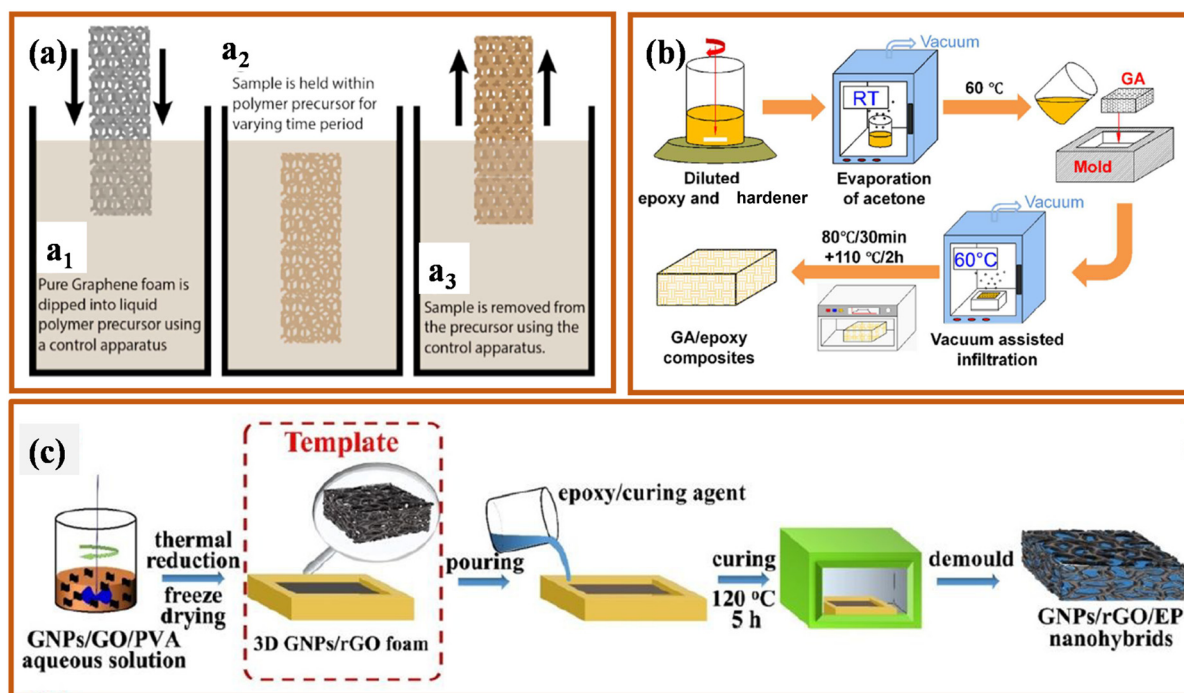 (a)
a1
Pure Graphene foam is
dipped into liquid
polymer precursor using
a control apparatus
a2
Sample is held within
polymer precursor for
varying time period
a3
Sample is removed from
the precursor using the
control apparatus.
(b)
Diluted
epoxy and hardener
Vacuum
RT
Evaporation
of acetone
60 ℃
GA
Mold
Vacuum
60°C
Vacuum assisted
infiltration
80℃/30min
+110 ℃/2h
GA/epoxy
composites
(c)
GNPs/GO/PVA
aqueous solution
thermal
reduction
freeze
drying
Template
3D GNPs/rGO foam
pouring
epoxy/curing agent
curing
120 °C
5 h
demould
GNPs/rGO/EP
nanohybrids